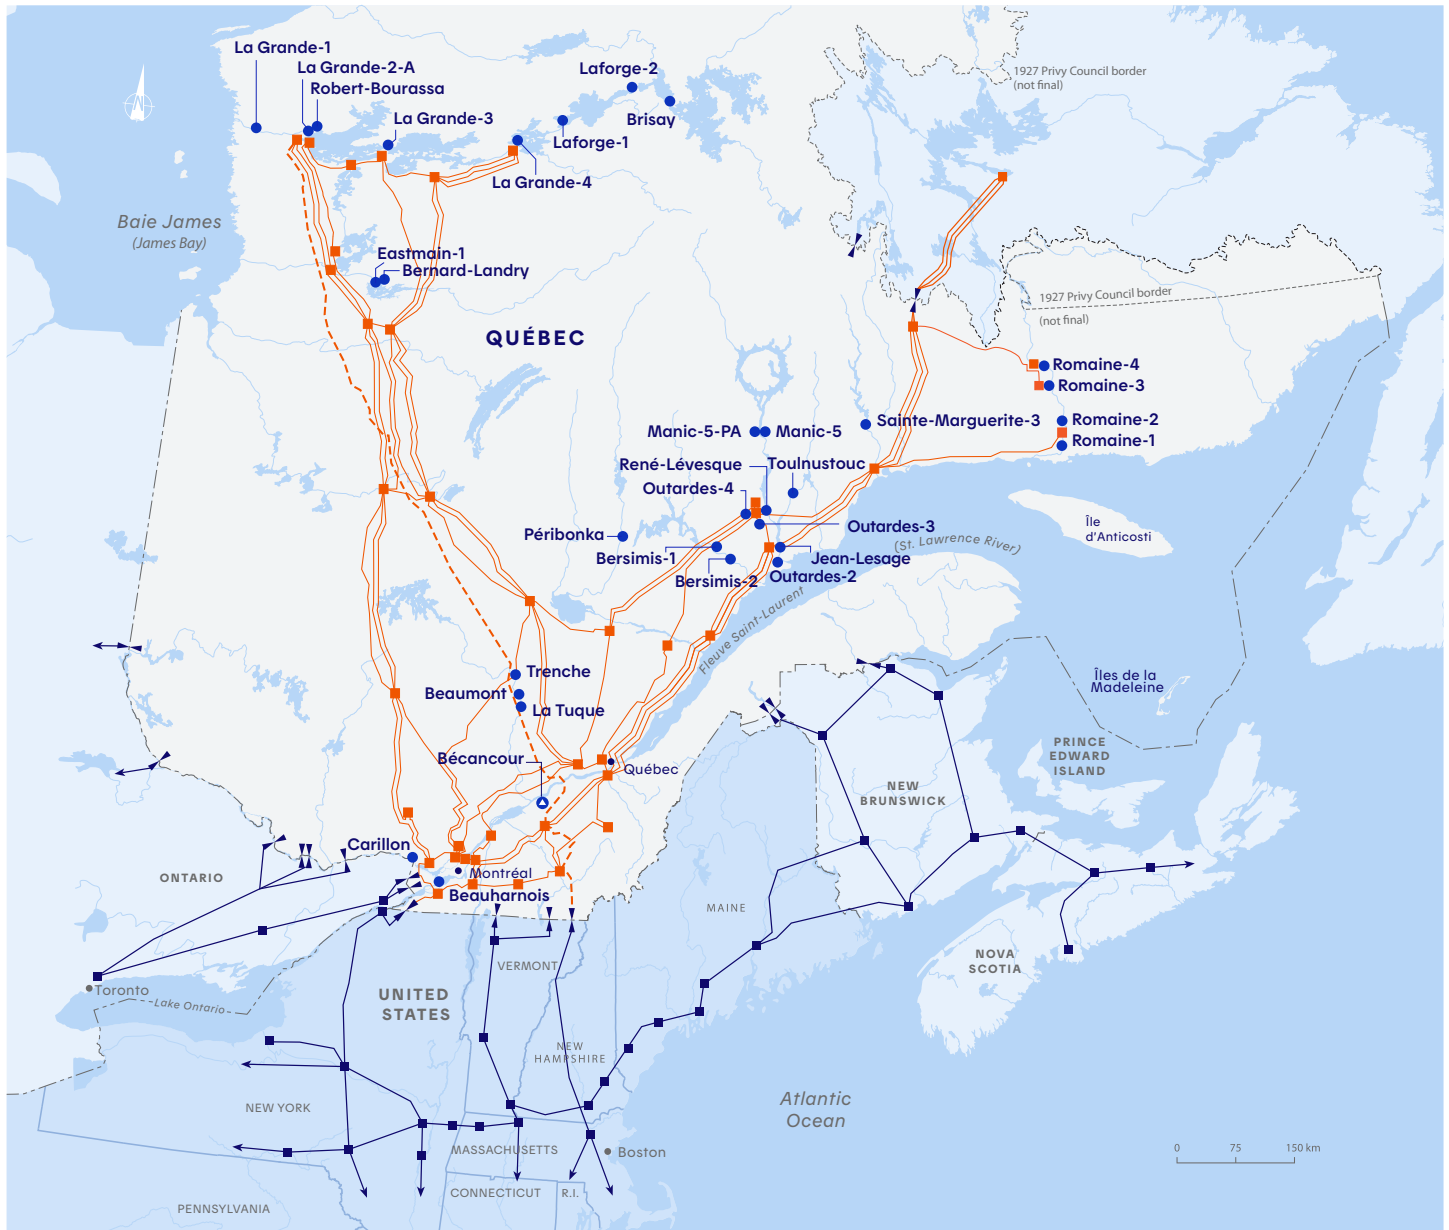 La Grande-1
La Grande-2-A
Robert-Bourassa
La Grande-3
Laforge-2
Brisay
Laforge-1
La Grande-4
1927 Privy Council border
(not final)
N
Baie James
(James Bay)
Eastmain-1
Bernard-Landry
QUÉBEC
1927 Privy Council border
(not final)
Romaine-4
Romaine-3
Romaine-2
Romaine-1
Sainte-Marguerite-3
Manic-5-PA
Manic-5
René-Lévesque
Toulnustouc
Outardes-4
Outardes-3
Péribonka
Bersimis-1
Bersimis-2
Jean-Lesage
Outardes-2
(St. Lawrence River)
Fleuve Saint-Laurent
Île
d'Anticosti
Trenche
Beaumont
La Tuque
Îles de la
Madeleine
Bécancour
Québec
PRINCE
EDWARD
ISLAND
NEW
BRUNSWICK
Carillon
Montréal
Beauharnois
ONTARIO
MAINE
NOVA
SCOTIA
VERMONT
Toronto
Lake Ontario
UNITED
STATES
NEW
HAMPSHIRE
NEW YORK
Atlantic
Ocean
MASSACHUSETTS
Boston
CONNECTICUT
R.I.
PENNSYLVANIA
0 75 150 km